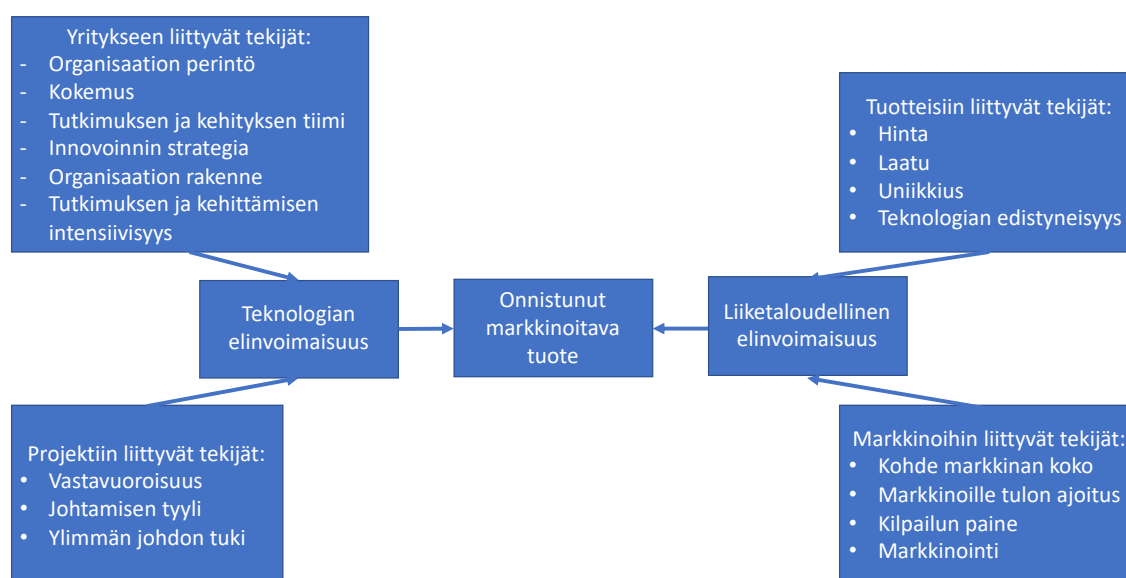 Yritykseen liittyvät tekijät:
- Organisaation perintö
- Kokemus
- Tutkimuksen ja kehityksen tiimi
- Innovoinnin strategia
- Organisaation rakenne
- Tutkimuksen ja kehittämisen
intensiivisyys
Tuotteisiin liittyvät tekijät:
• Hinta
• Laatu
• Uniikkius
• Teknologian edistyneisyys
Teknologian
elinvoimaisuus
Onnistunut
markkinoitava
tuote
Liiketaloudellinen
elinvoimaisuus
Projektiin liittyvät tekijät:
• Vastavuoroisuus
• Johtamisen tyyli
• Ylimmän johdon tuki
Markkinoihin liittyvät tekijät:
• Kohde markkinan koko
• Markkinoille tulon ajoitus
• Kilpailun paine
• Markkinointi